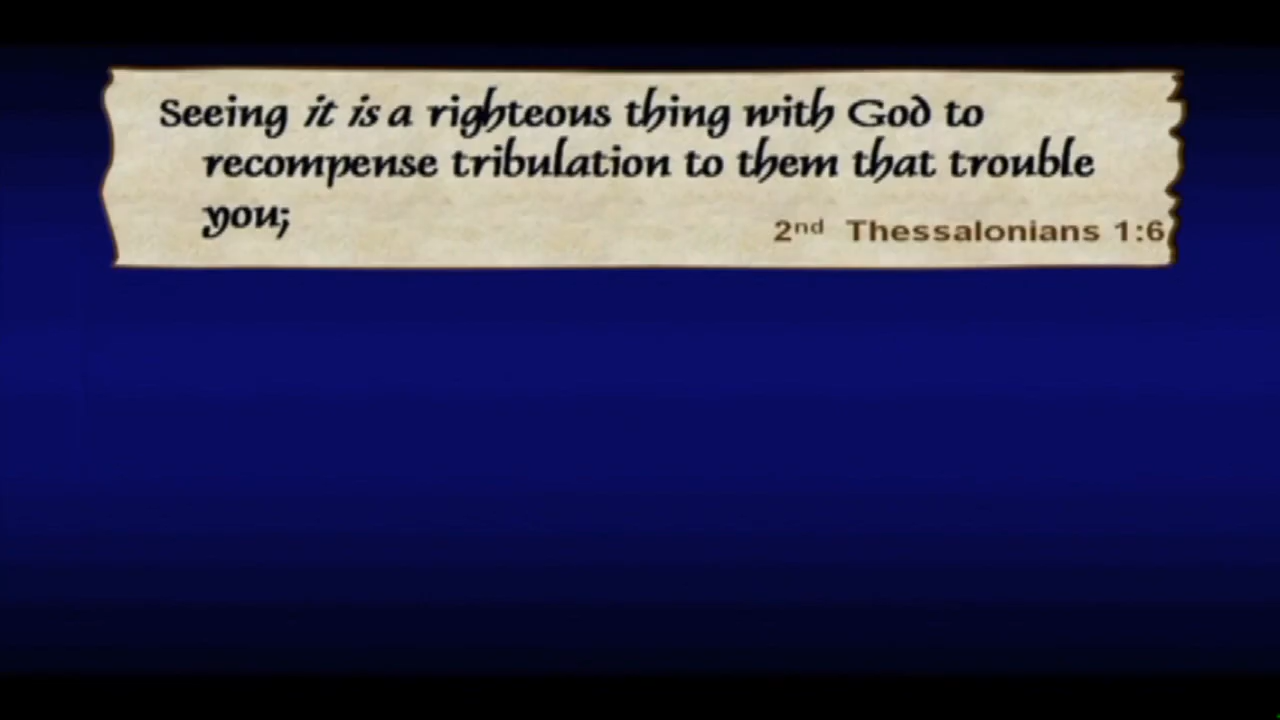 Seeing it is a righteous thing with God to
recompense tribulation to them that trouble
you;
2nd Thessalonians 1:6